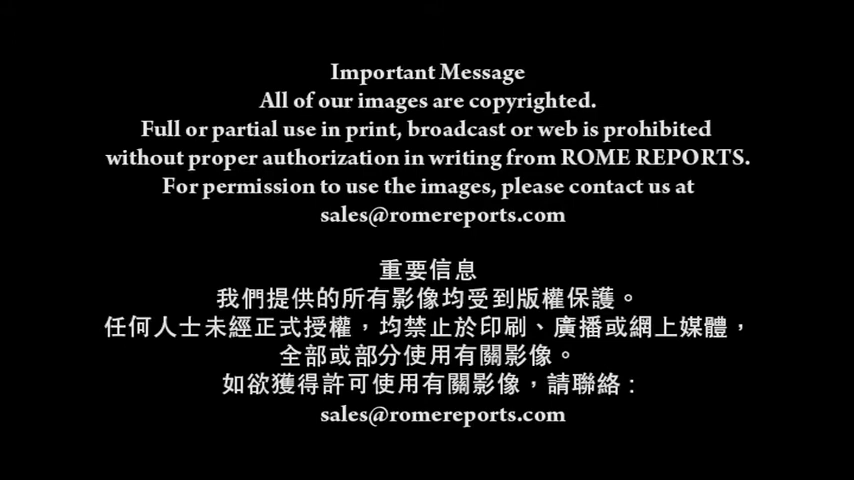 Important Message
All of our images are copyrighted.
Full or partial use in print, broadcast or web is prohibited
without proper authorization in writing from ROME REPORTS.
For permission to use the images, please contact us at
sales@romereports.com
重要信息
我們提供的所有影像均受到版權保護。
任何人士未經正式授權，均禁止於印刷、廣播或網上媒體，
全部或部分使用有關影像。
如欲獲得許可使用有關影像，請聯絡：
sales@romereports.com